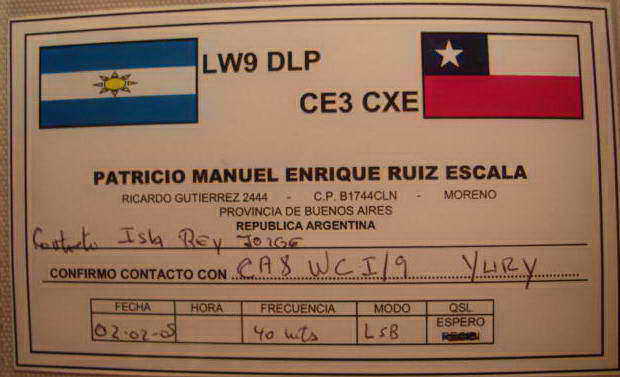 LW9 DLP
CE3 CXE
PATRICIO MANUEL ENRIQUE RUIZ ESCALA
RICARDO GUTIERREZ 2444 - C.P. B1744CLN - MORENO
PROVINCIA DE BUENOS AIRES
REPUBLICA ARGENTINA
Contacto Isla REY JORGE
CONFIRMO CONTACTO CON CA8 WCI/9 YURY
FECHA HORA FRECUENCIA MODO QSL
02-02-05 40 mts LSB ESPERO